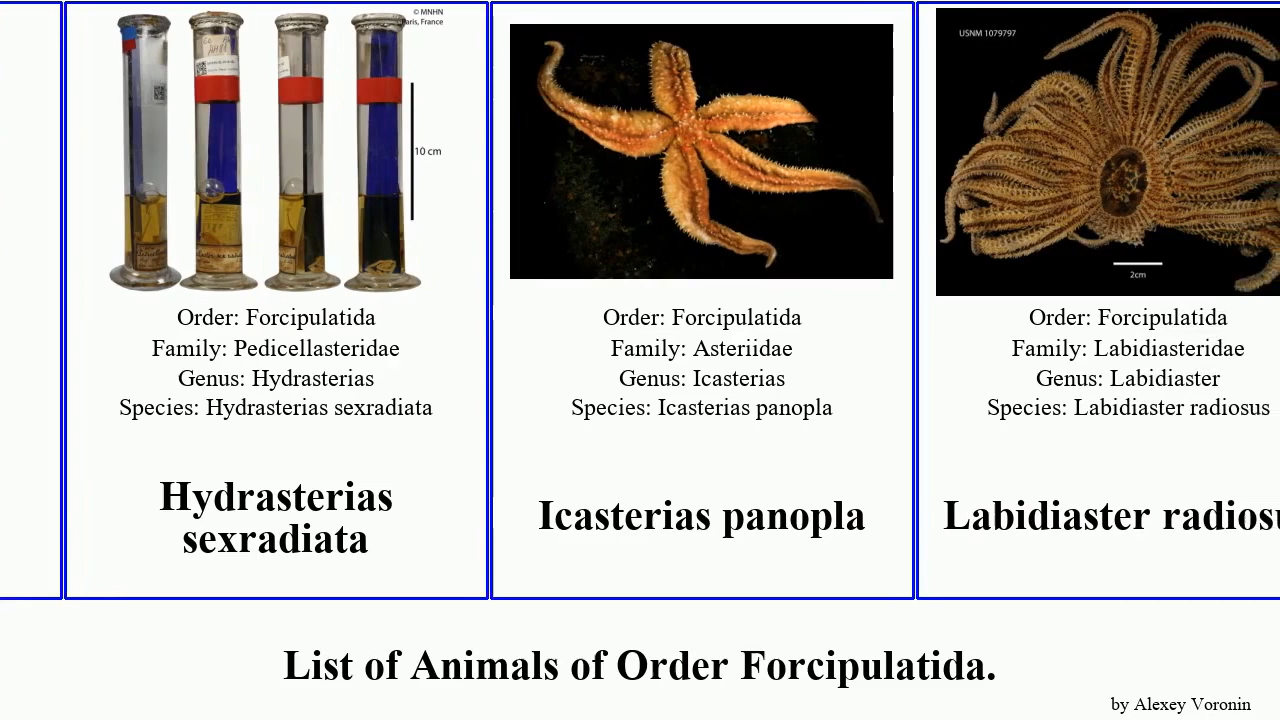 © MNHN
Paris, France
10 cm
Order: Forcipulatida
Family: Pedicellasteridae
Genus: Hydrasterias
Species: Hydrasterias sexradiata
Hydrasterias
sexradiata
Order: Forcipulatida
Family: Asteriidae
Genus: Icasterias
Species: Icasterias panopla
Icasterias panopla
USNM 1079797
2cm
Order: Forcipulatida
Family: Labidiasteridae
Genus: Labidiaster
Species: Labidiaster radiosus
Labidiaster radiosu
List of Animals of Order Forcipulatida.
by Alexey Voronin